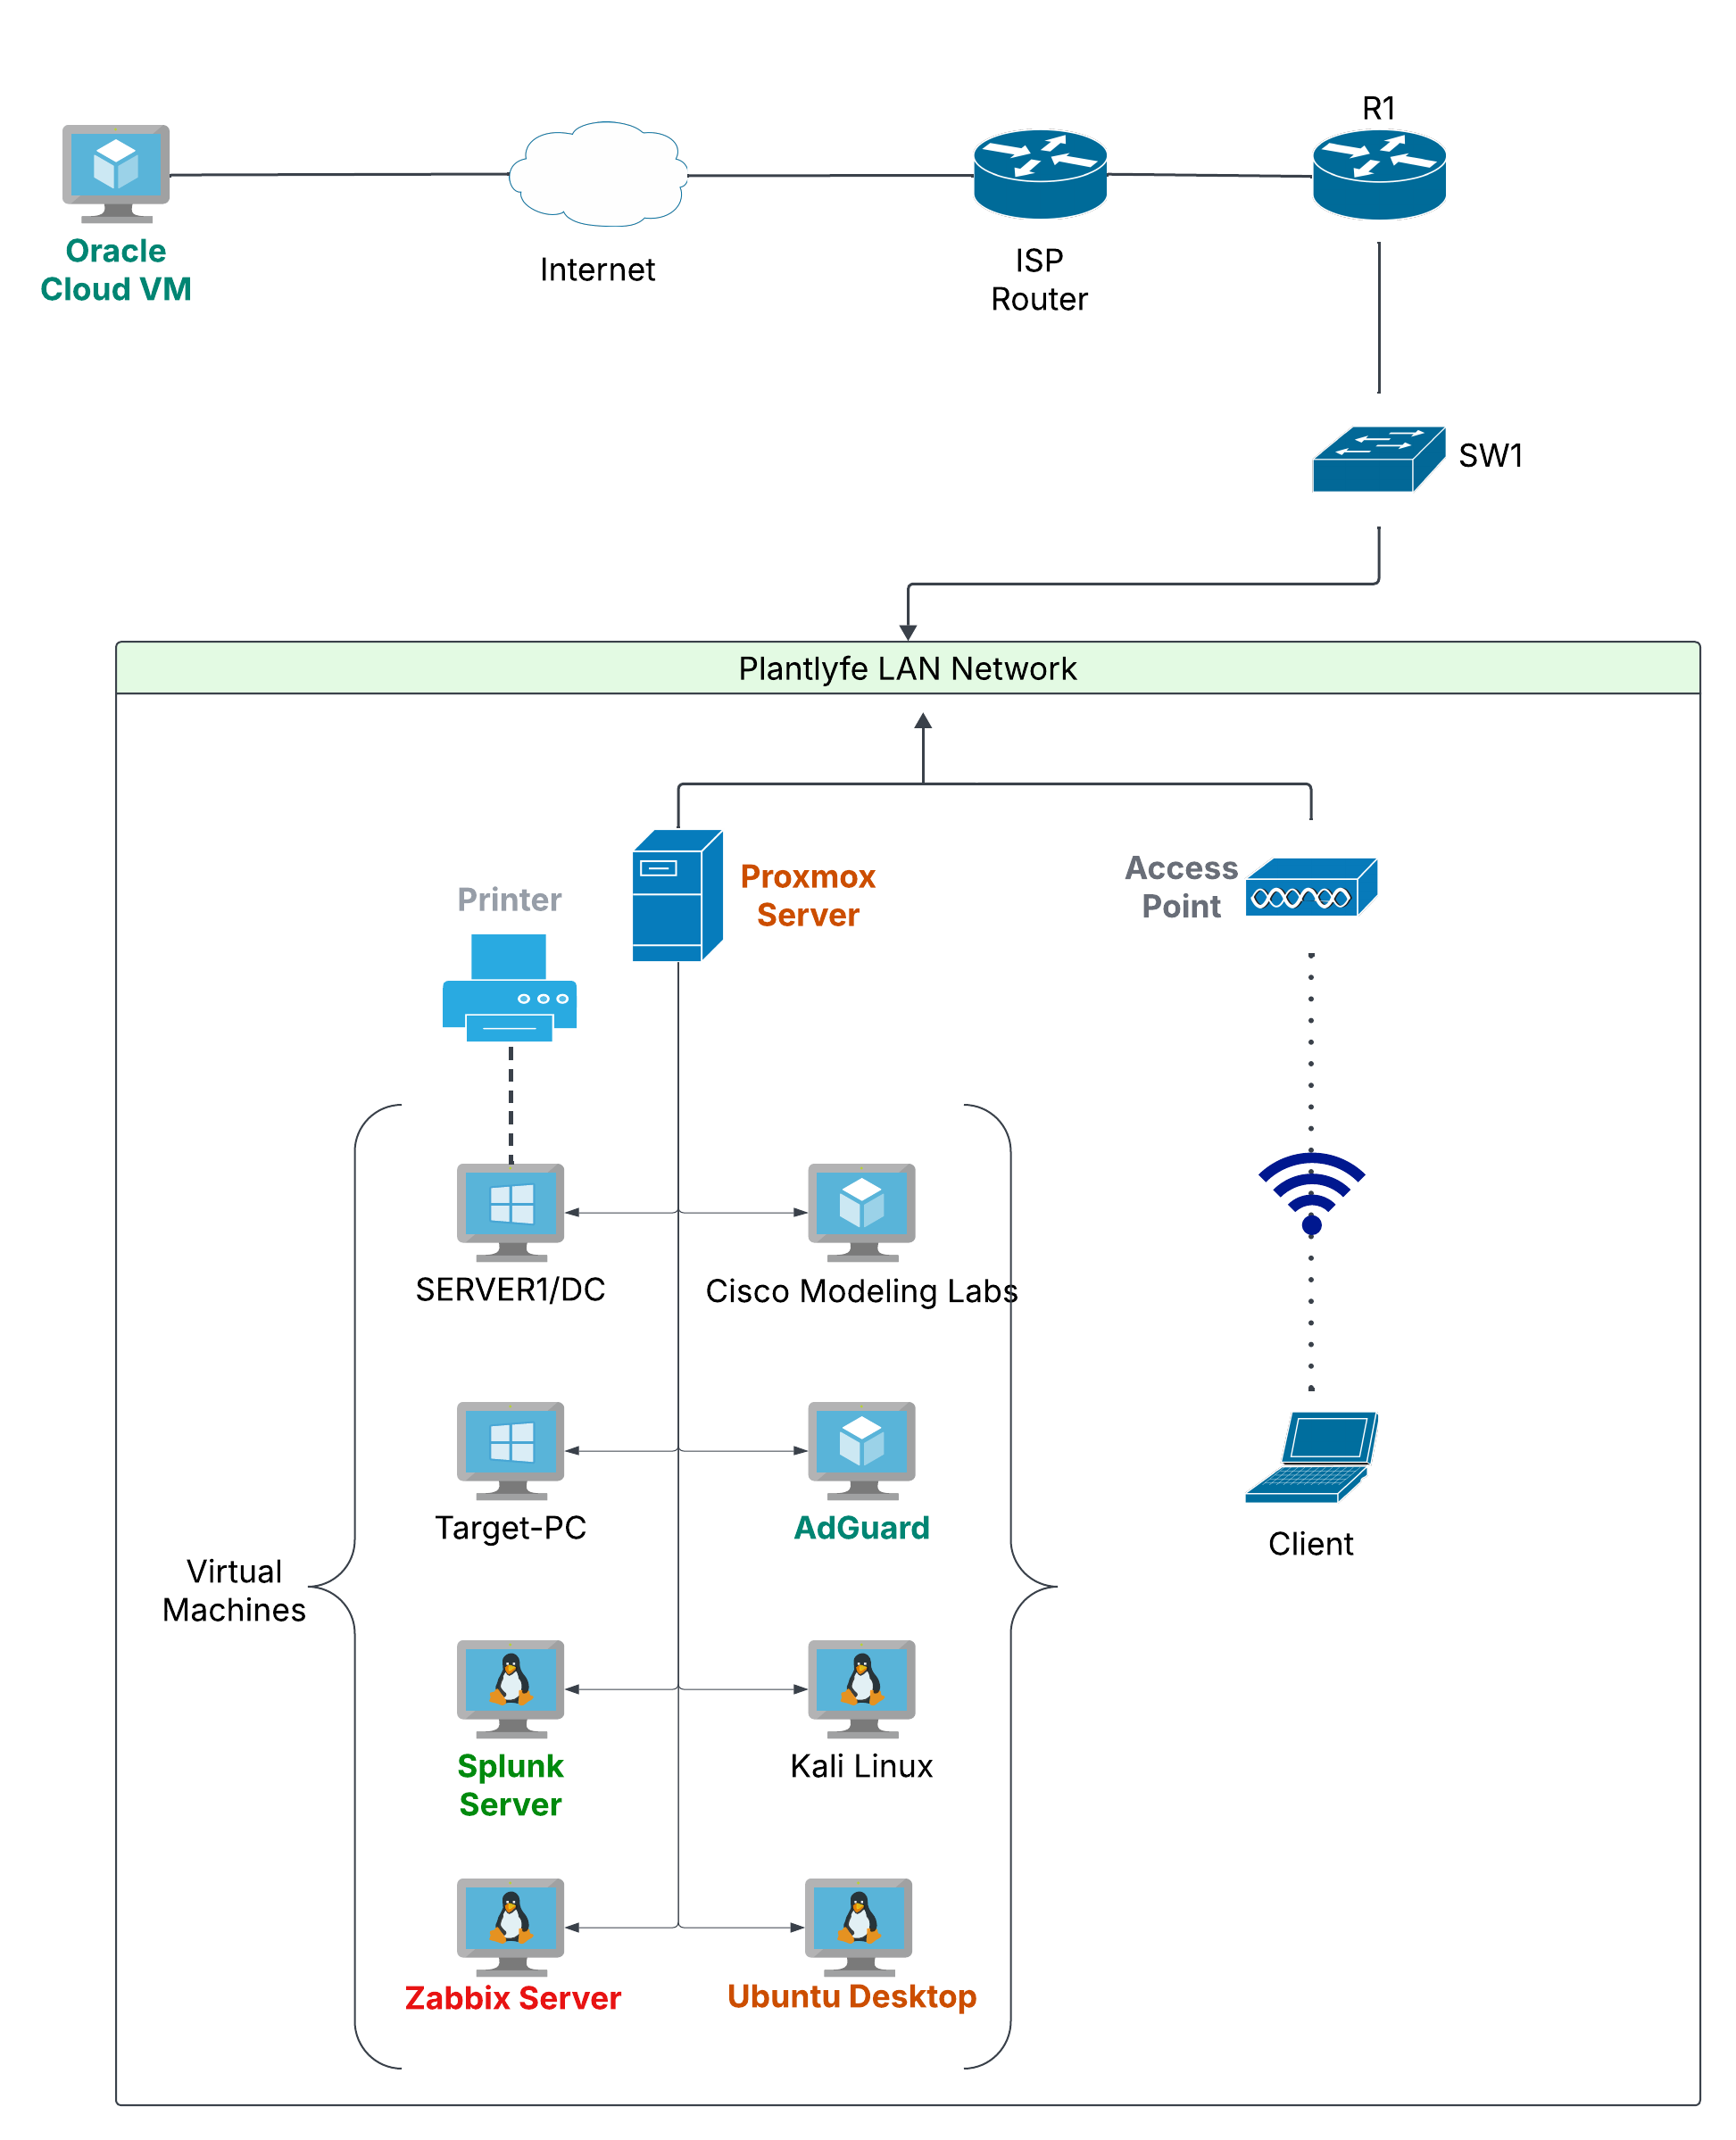 R1
Oracle
Cloud VM
Internet
ISP
Router
SW1
Plantlyfe LAN Network
Printer
Proxmox
Server
Access
Point
SERVER1/DC
Cisco Modeling Labs
Target-PC
AdGuard
Client
Virtual
Machines
Splunk
Server
Kali Linux
Zabbix Server
Ubuntu Desktop